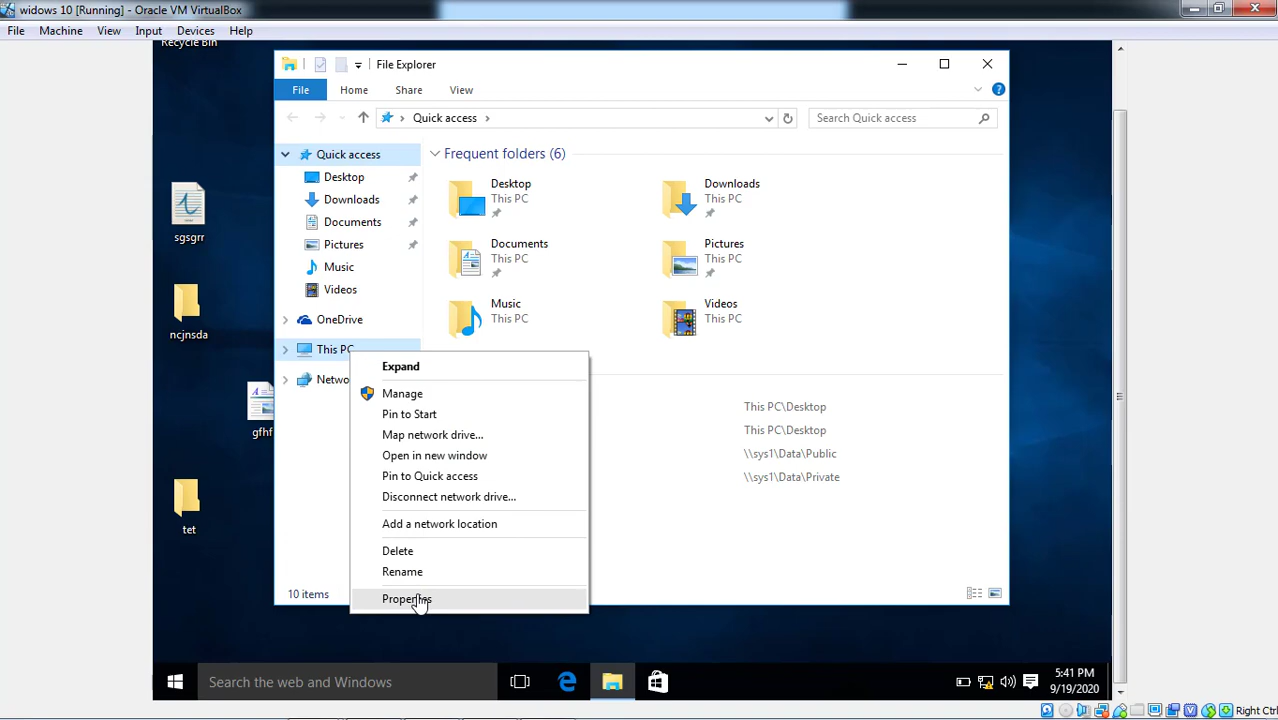 widows 10 [Running] - Oracle VM VirtualBox
File Machine View Input Devices Help
Recycle Bin
File Explorer
File Home Share View
Quick access
Search Quick access
Quick access
Desktop
Downloads
Documents
Pictures
Music
Videos
OneDrive
This PC
Netwo
Frequent folders (6)
Desktop
This PC
Downloads
This PC
Documents
This PC
Pictures
This PC
Music
This PC
Videos
This PC
This PC\Desktop
This PC\Desktop
\\sys1\Data\Public
\\sys1\Data\Private
Expand
Manage
Pin to Start
Map network drive...
Open in new window
Pin to Quick access
Disconnect network drive...
Add a network location
Delete
Rename
Properties
10 items
sgsgrr
ncjnsda
gfhf
tet
Search the web and Windows
5:41 PM
9/19/2020
Right Ctrl